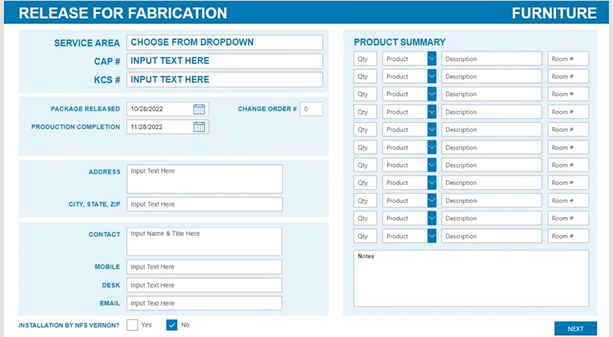 RELEASE FOR FABRICATION
FURNITURE
SERVICE AREA CHOOSE FROM DROPDOWN
CAP # INPUT TEXT HERE
KCS # INPUT TEXT HERE
PACKAGE RELEASED 10/28/2022 CHANGE ORDER # 0
PRODUCTION COMPLETION 11/28/2022
ADDRESS Input Text Here
CITY, STATE, ZIP Input Text Here
CONTACT Input Name & Title Here
MOBILE Input Text Here
DESK Input Text Here
EMAIL Input Text Here
INSTALLATION BY NFS VERNON? Yes No
PRODUCT SUMMARY
Qty Product Description Room #
Qty Product Description Room #
Qty Product Description Room #
Qty Product Description Room #
Qty Product Description Room #
Qty Product Description Room #
Qty Product Description Room #
Qty Product Description Room #
Qty Product Description Room #
Qty Product Description Room #
Qty Product Description Room #
Notes
NEXT